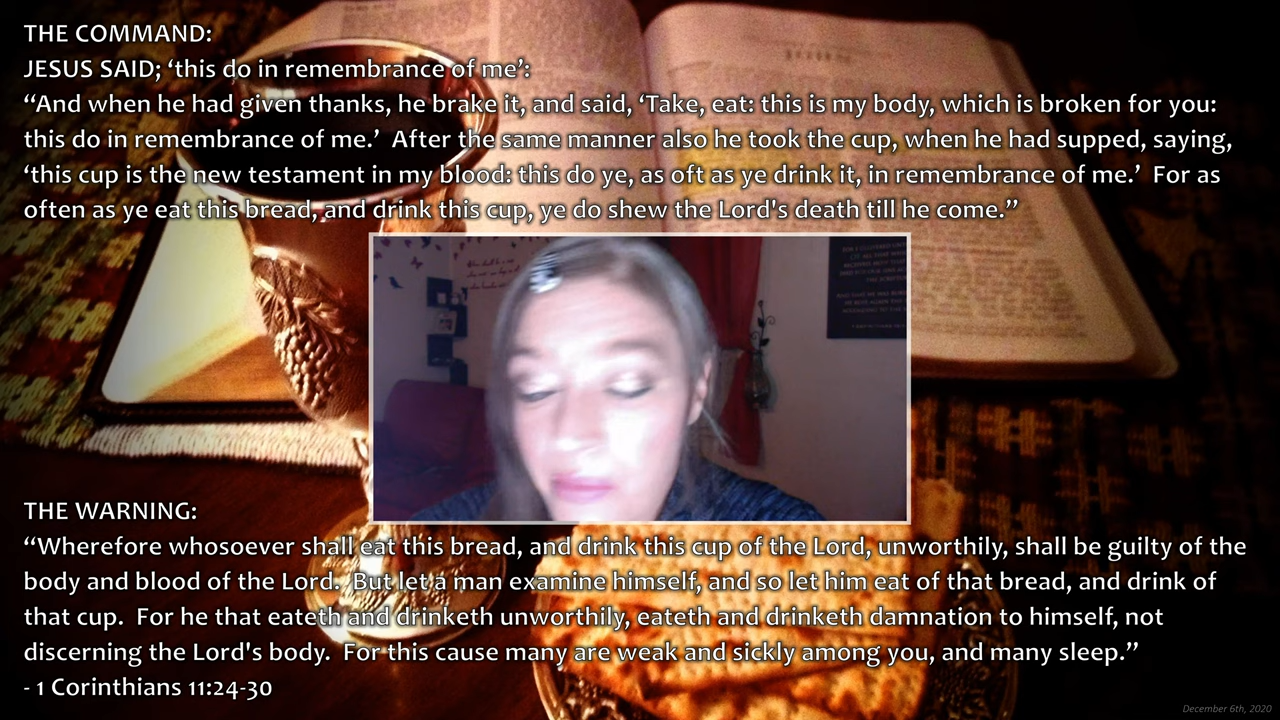 THE COMMAND:
JESUS SAID; ‘this do in remembrance of me’:
“And when he had given thanks, he brake it, and said, ‘Take, eat: this is my body, which is broken for you:
this do in remembrance of me.’  After the same manner also he took the cup, when he had supped, saying,
‘this cup is the new testament in my blood: this do ye, as oft as ye drink it, in remembrance of me.’  For as
often as ye eat this bread, and drink this cup, ye do shew the Lord's death till he come.”
THE WARNING:
“Wherefore whosoever shall eat this bread, and drink this cup of the Lord, unworthily, shall be guilty of the
body and blood of the Lord.  But let a man examine himself, and so let him eat of that bread, and drink of
that cup.  For he that eateth and drinketh unworthily, eateth and drinketh damnation to himself, not
discerning the Lord's body.  For this cause many are weak and sickly among you, and many sleep.”
- 1 Corinthians 11:24-30
December 6th, 2020